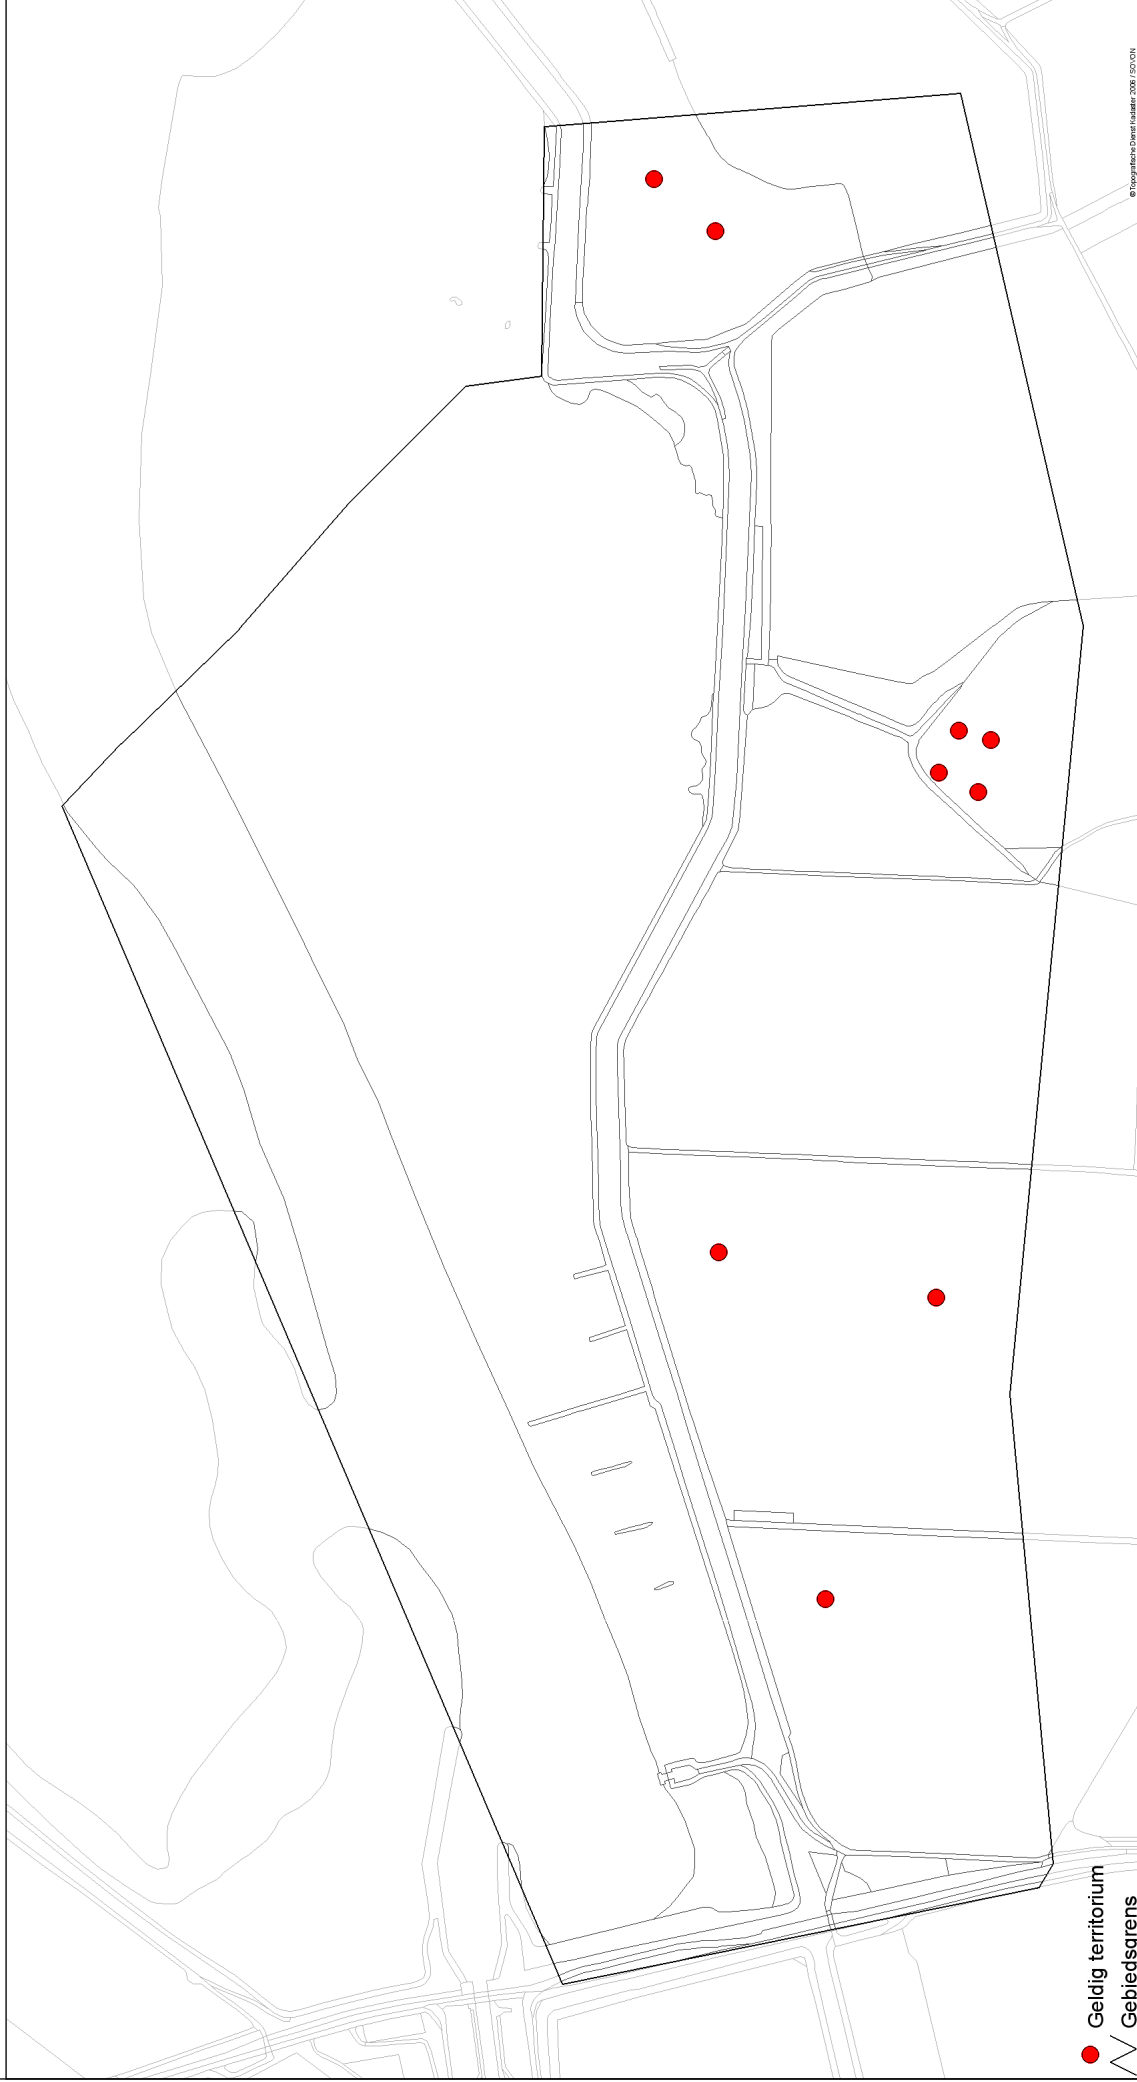 © Topografische Dienst Kadaster 2006 / SOVON
Geldig territorium
Gebiedsgrens